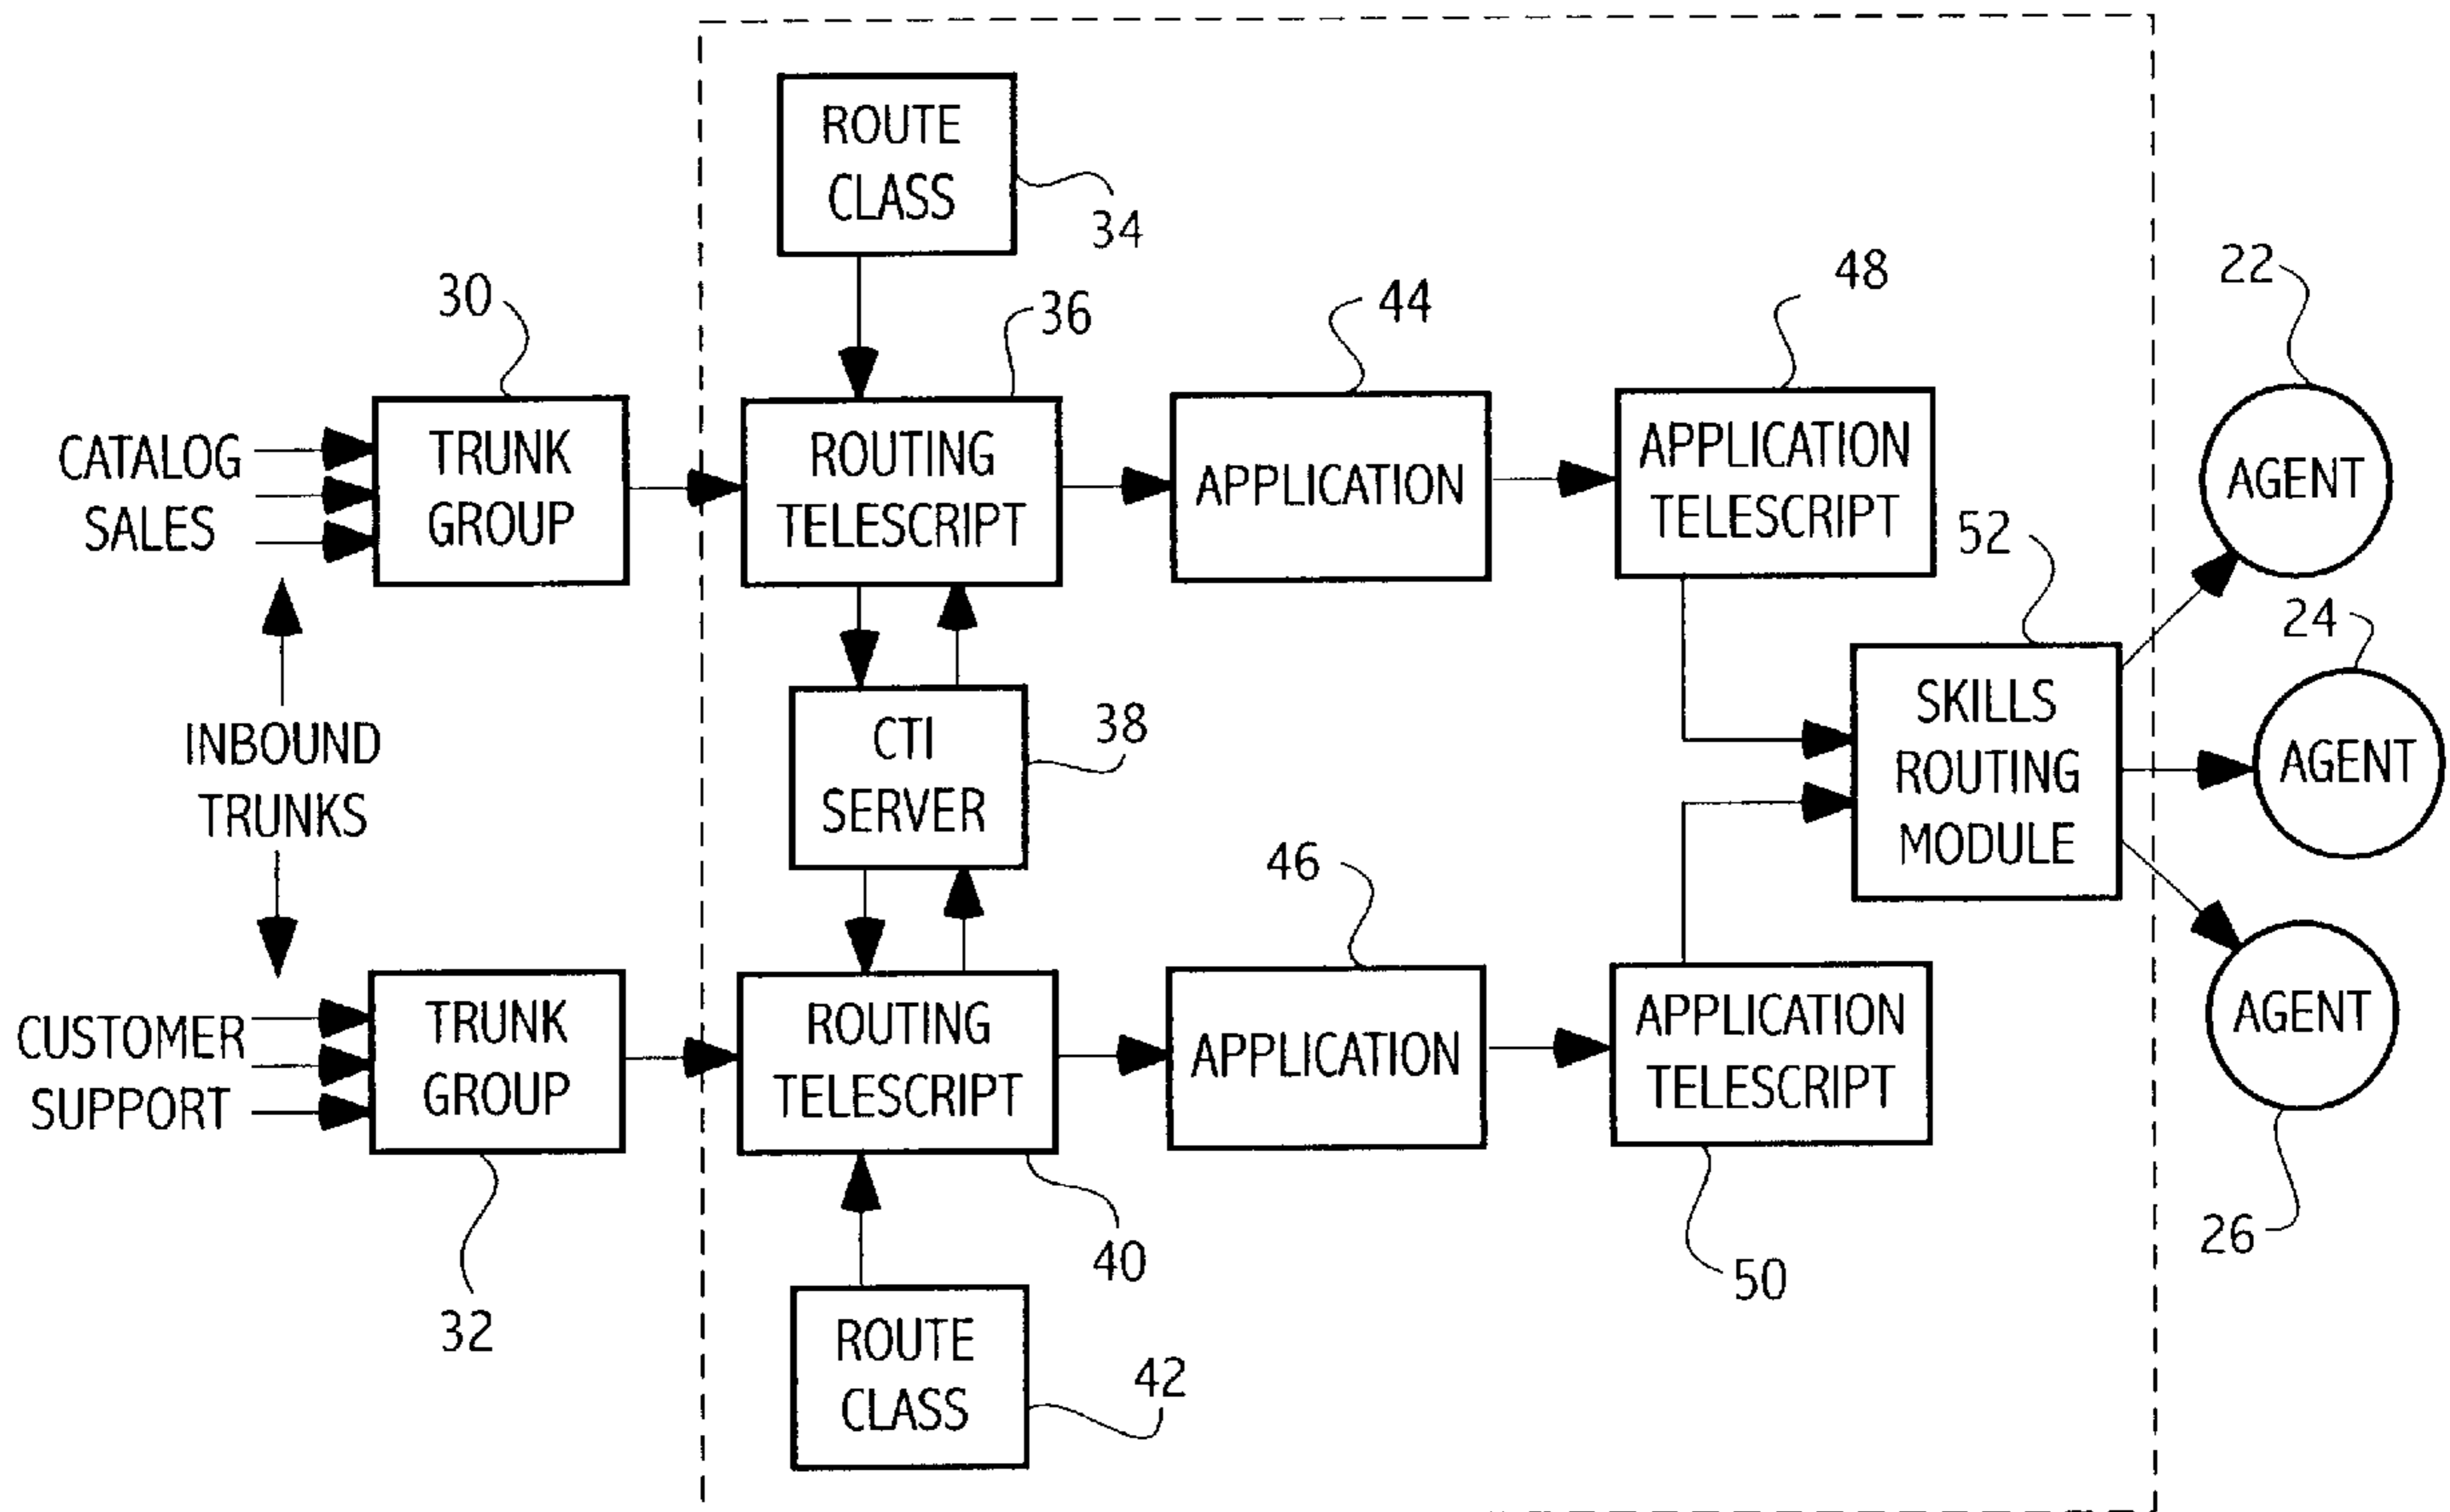 ROUTE
CLASS
34
30
36
44
48
22
CATALOG
SALES
TRUNK
GROUP
ROUTING
TELESCRIPT
APPLICATION
APPLICATION
TELESCRIPT
52
AGENT
24
INBOUND
TRUNKS
CTI
SERVER
38
SKILLS
ROUTING
MODULE
AGENT
46
CUSTOMER
SUPPORT
TRUNK
GROUP
ROUTING
TELESCRIPT
APPLICATION
APPLICATION
TELESCRIPT
AGENT
32
40
50
26
ROUTE
CLASS
42